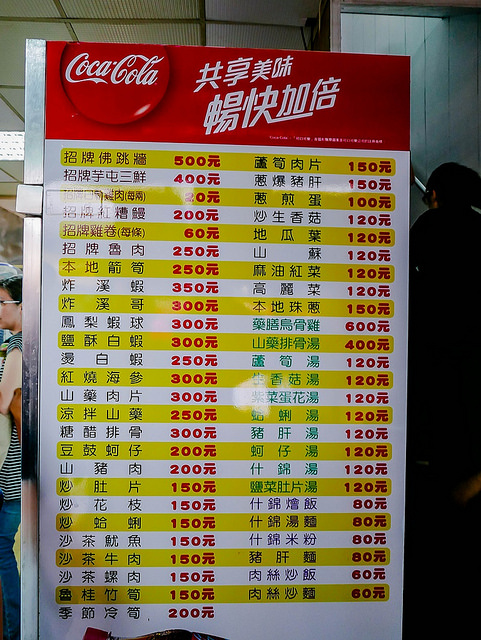 Coca-Cola
共享美味
暢快加倍
招牌佛跳牆 500元
招牌芋屯三鮮 400元
20元
招牌紅糟鰻 200元
招牌雞卷(每條) 60元
招牌魯肉 250元
本地箭筍 250元
炸溪蝦 350元
炸溪哥 300元
鳳梨蝦球 300元
鹽酥白蝦 300元
燙白蝦 250元
紅燒海參 300元
山藥肉片 300元
涼拌山藥 250元
糖醋排骨 300元
豆鼓蚵仔 200元
山豬肉 200元
炒肚片 150元
炒花枝 150元
炒蛤蜊 150元
沙茶魷魚 150元
沙茶牛肉 150元
沙茶螺肉 150元
魯桂竹筍 150元
季節冷筍 200元
蘆筍肉片 150元
蔥爆豬肝 150元
蔥煎蛋 100元
炒生香菇 120元
地瓜葉 120元
山蘇 120元
麻油紅菜 120元
高麗菜 120元
本地珠蔥 150元
藥膳烏骨雞 600元
山藥排骨湯 400元
蘆筍湯 120元
香菇湯 120元
紫菜蛋花湯 120元
蛤蜊湯 120元
豬肝湯 120元
蚵仔湯 120元
什錦湯 120元
鹽菜肚片湯 120元
什錦燴飯 80元
什錦湯麵 80元
什錦米粉 80元
豬肝麵 80元
肉絲炒飯 60元
肉絲炒麵 60元